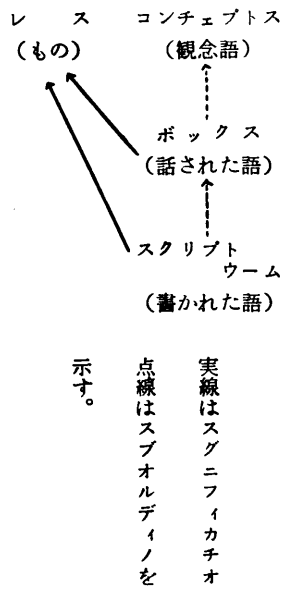 レス
(もの)
コンチェプトス
(観念語)
ボックス
(話された語)
スクリプト
ウーム
(書かれた語)
実線はスグニフィカチオ
点線はスブオルディノを
示す。